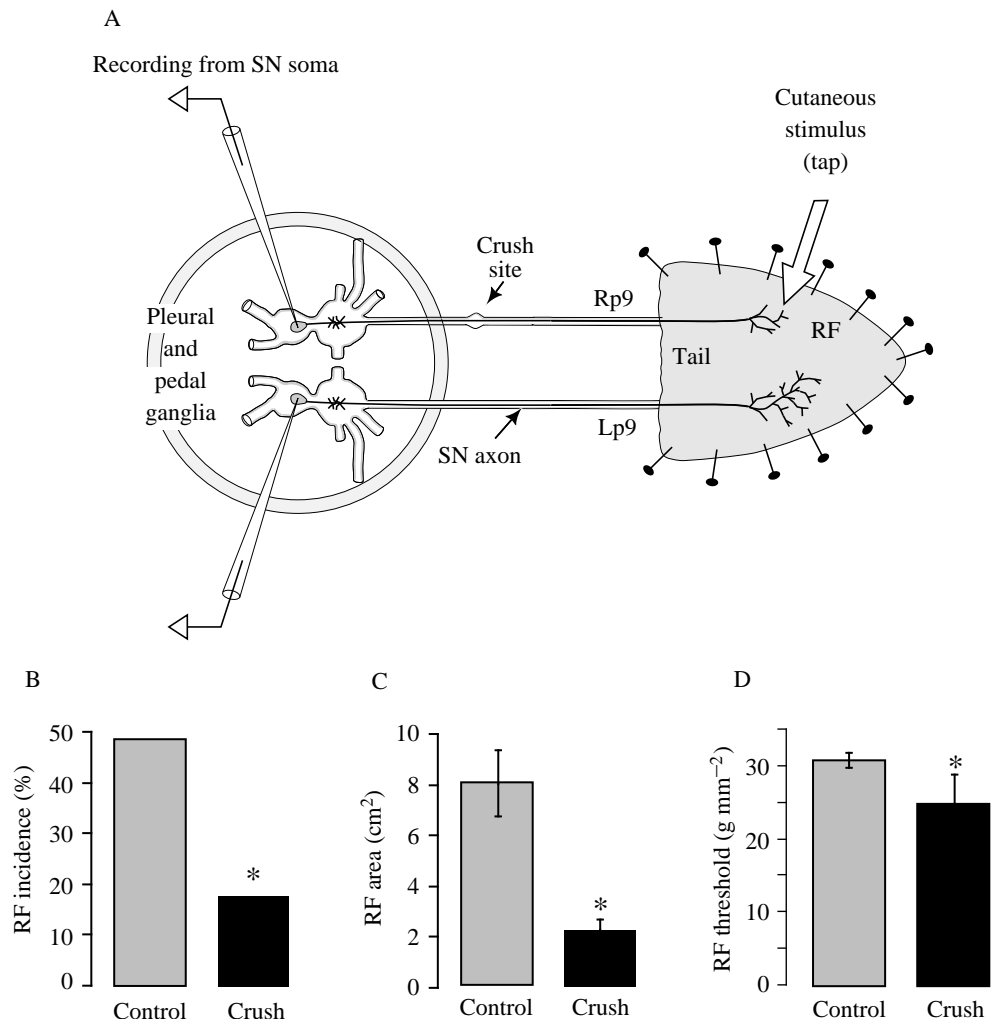 A
Recording from SN soma
Cutaneous
stimulus
(tap)
Crush
site
Rp9
Pleural
and
pedal
ganglia
Tail
RF
Lp9
SN axon
B
RF incidence (%)
50
40
30
20
10
0
*
Control
Crush
C
RF area (cm²)
10
8
6
4
2
0
*
Control
Crush
D
RF threshold (g mm⁻²)
30
20
10
0
*
Control
Crush